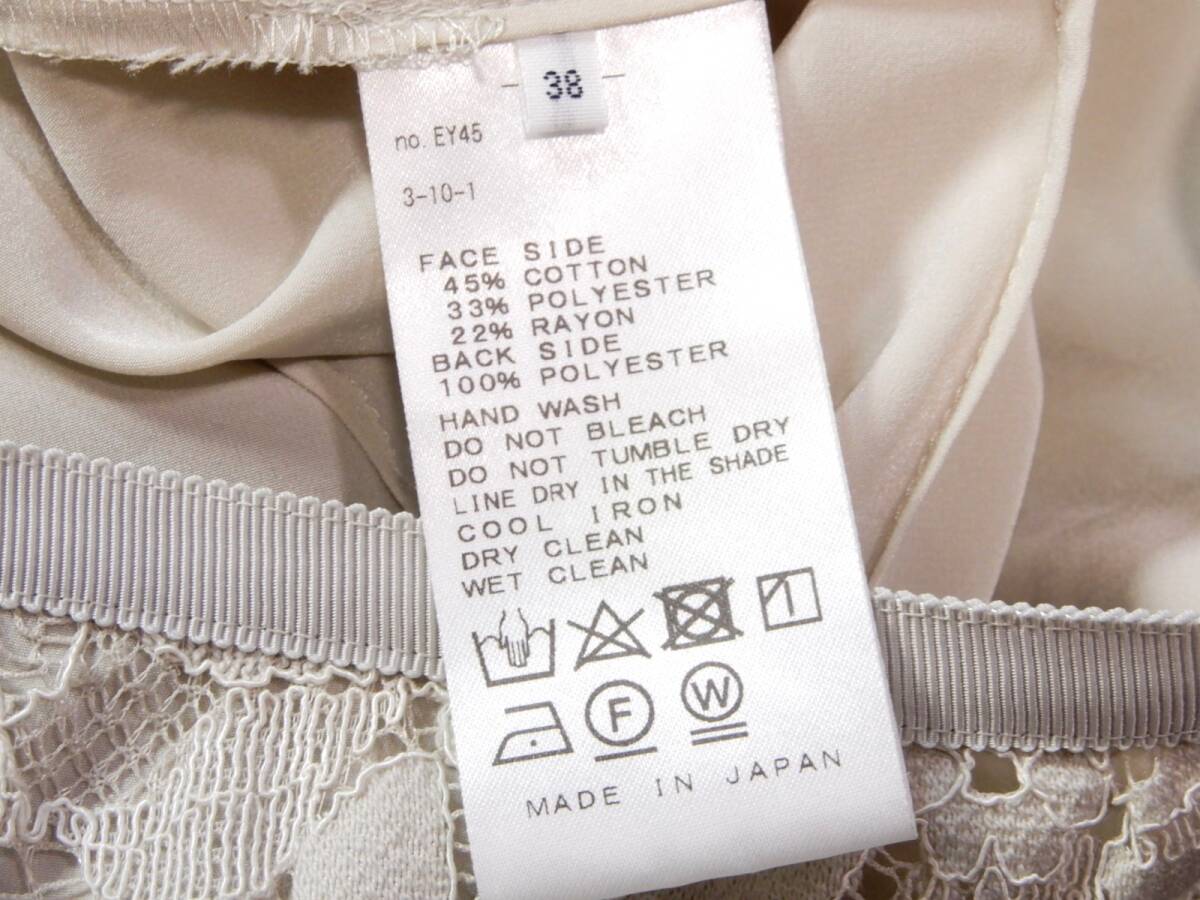 38
no. EY45
3-10-1
FACE SIDE
45% COTTON
33% POLYESTER
22% RAYON
BACK SIDE
100% POLYESTER
HAND WASH
DO NOT BLEACH
DO NOT TUMBLE DRY
LINE DRY IN THE SHADE
COOL IRON
DRY CLEAN
WET CLEAN
F
W
MADE IN JAPAN